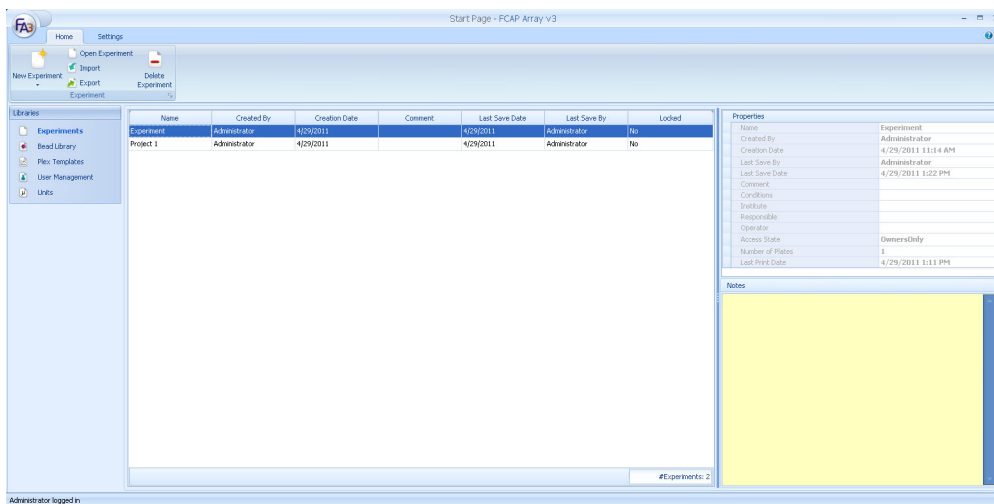 Start Page - FCAP Array v3
FA3
Home Settings
New Experiment
Open Experiment
Import
Export
Delete Experiment
Experiment
Libraries
Experiments
Bead Library
Plex Templates
User Management
Units
Name Created By Creation Date Comment Last Save Date Last Save By Locked
Experiment Administrator 4/29/2011 4/29/2011 Administrator No
Project 1 Administrator 4/29/2011 4/29/2011 Administrator No
#Experiments: 2
Properties
Name Experiment
Created By Administrator
Creation Date 4/29/2011 11:14 AM
Last Save By Administrator
Last Save Date 4/29/2011 1:22 PM
Comment
Conditions
Institute
Responsible
Operator
Access State OwnersOnly
Number of Plates 1
Last Print Date 4/29/2011 1:11 PM
Notes
Administrator logged in